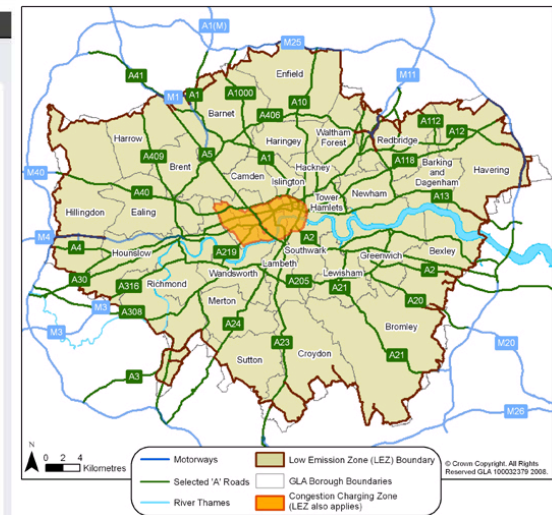 A1(M)
M25
A41
Enfield
M11
M1
A1
A1000
A10
Barnet
A406
A112
Harrow
Waltham
Forest
Redbridge
A12
A409
Haringey
A5
A118
Barking
and
Dagenham
Havering
Brent
A1
Hackney
M40
Camden
Islington
Newham
A40
Tower
Hamlets
A13
Hillingdon
Ealing
M4
A4
A2
Hounslow
A219
Southwark
Greenwich
Bexley
Lambeth
A30
A316
Wandsworth
Lewisham
A2
Richmond
A205
A21
M3
A308
Merton
A20
M3
A24
Bromley
A23
M20
Sutton
Croydon
A21
A3
M26
N
0 2 4
Kilometres
Motorways
Selected 'A' Roads
River Thames
Low Emission Zone (LEZ) Boundary
GLA Borough Boundaries
Congestion Charging Zone
(LEZ also applies)
© Crown Copyright. All Rights
Reserved GLA 100032379 2008.